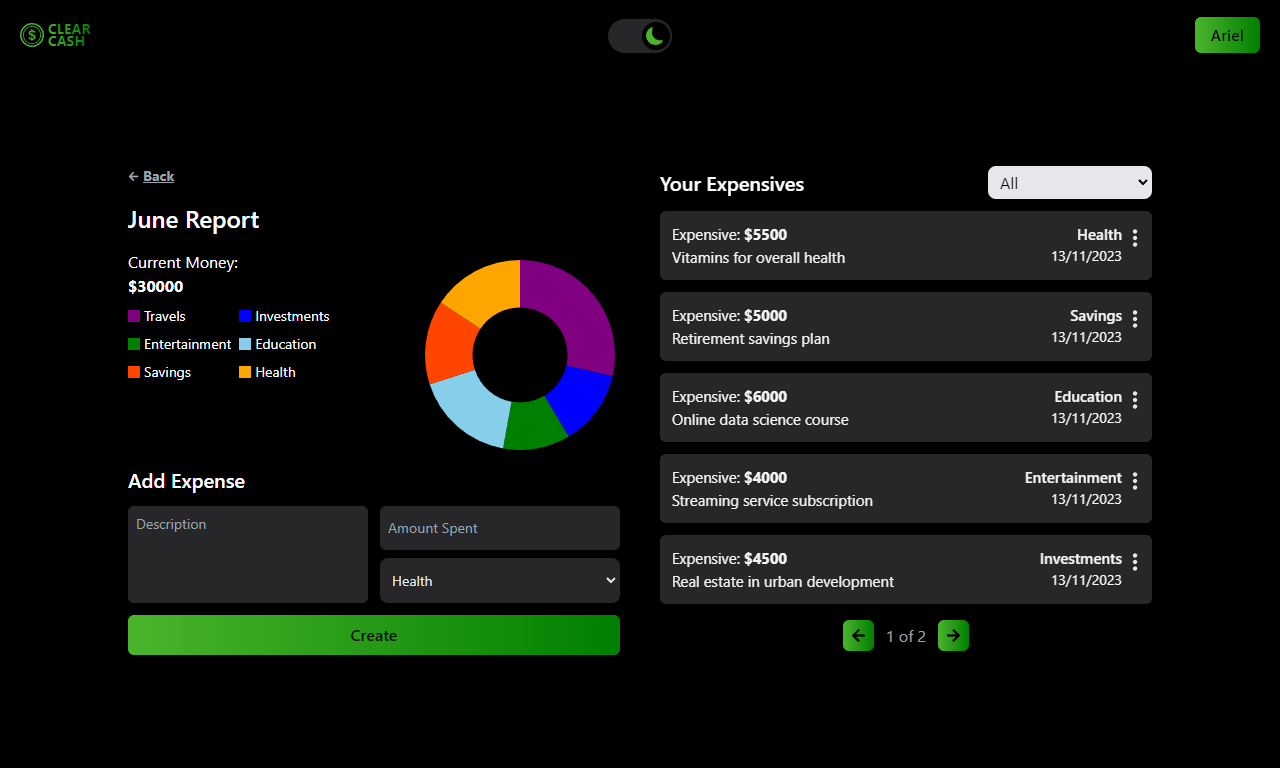 CLEAR
CASH
Ariel
Back
June Report
Current Money:
$30000
Travels
Investments
Entertainment
Education
Savings
Health
Add Expense
Description
Amount Spent
Health
Create
Your Expensives
All
Expensive: $5500
Health
Vitamins for overall health
13/11/2023
Expensive: $5000
Savings
Retirement savings plan
13/11/2023
Expensive: $6000
Education
Online data science course
13/11/2023
Expensive: $4000
Entertainment
Streaming service subscription
13/11/2023
Expensive: $4500
Investments
Real estate in urban development
13/11/2023
1 of 2